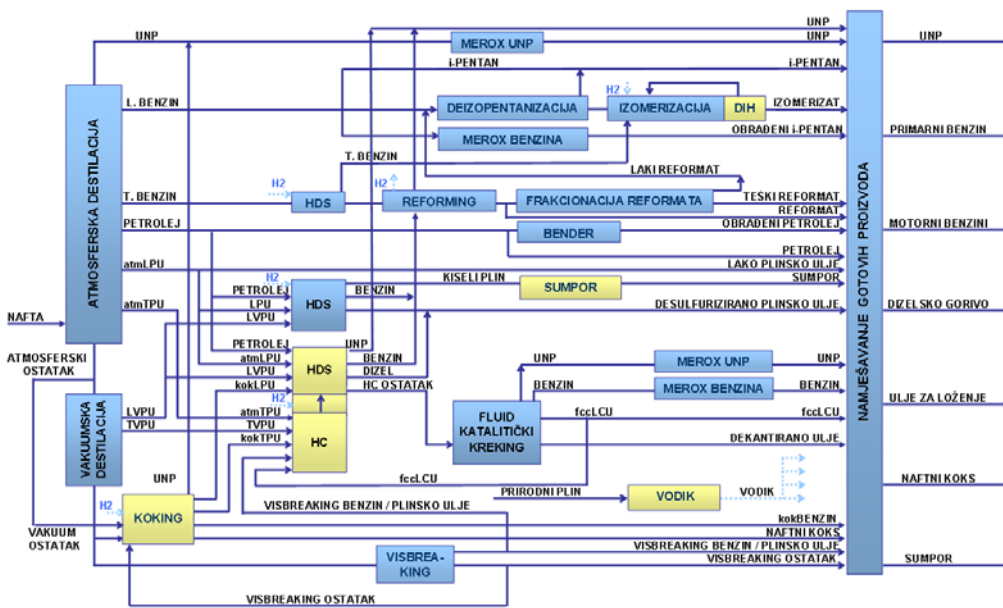 UNP
MEROX UNP
UNP
UNP
UNP
i-PENTAN
i-PENTAN
L. BENZIN
DEIZOPENTANIZACIJA
H2
IZOMERIZACIJA
DIH
IZOMERIZAT
MEROX BENZINA
OBRAĐENI i-PENTAN
PRIMARNI BENZIN
T. BENZIN
LAKI REFORMAT
ATMOSFERSKA DESTILACIJA
T. BENZIN
H2
HDS
H2
REFORMING
FRAKCIONACIJA REFORMATA
TEŠKI REFORMAT
REFORMAT
PETROLEJ
BENDER
OBRAĐENI PETROLEJ
MOTORNI BENZINI
PETROLEJ
atmLPU
LAKO PLINSKO ULJE
H2
KISELI PLIN
SUMPOR
SUMPOR
PETROLEJ
LPU
LVPU
HDS
BENZIN
atmTPU
DESULFURIZIRANO PLINSKO ULJE
DIZELSKO GORIVO
NAFTA
NAMJEŠAVANJE GOTOVIH PROIZVODA
ATMOSFERSKI
OSTATAK
PETROLEJ
atmLPU
LVPU
kokLPU
HDS
UNP
BENZIN
DIZEL
HC OSTATAK
UNP
MEROX UNP
UNP
BENZIN
MEROX BENZINA
BENZIN
VAKUUMSKA
DESTILACIJA
LVPU
TVPU
H2
atmTPU
TVPU
kokTPU
HC
FLUID
KATALITIČKI
KREKING
fccLCU
fccLCU
DEKANTIRANO ULJE
ULJE ZA LOŽENJE
UNP
fccLCU
PRIRODNI PLIN
VODIK
VODIK
NAFTNI KOKS
H2
KOKING
VISBREAKING BENZIN / PLINSKO ULJE
VAKUUM
OSTATAK
kokBENZIN
NAFTNI KOKS
VISBREAKING BENZIN / PLINSKO ULJE
VISBREA-
KING
VISBREAKING OSTATAK
SUMPOR
VISBREAKING OSTATAK